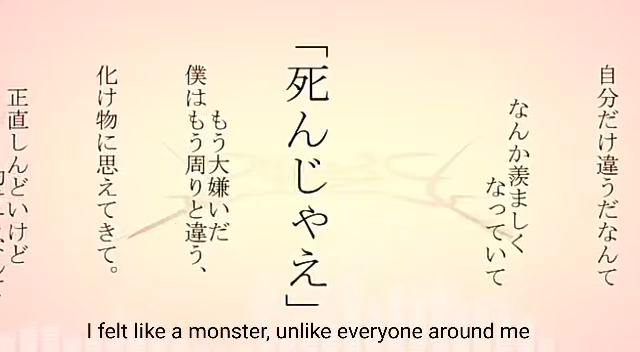 自分だけ違うだなんて
なんか羨ましく
なっていて
「死んじゃえ」
もう大嫌いだ
僕はもう周りと違う、
化け物に思えてきて。
正直しんどいけど
I felt like a monster, unlike everyone around me